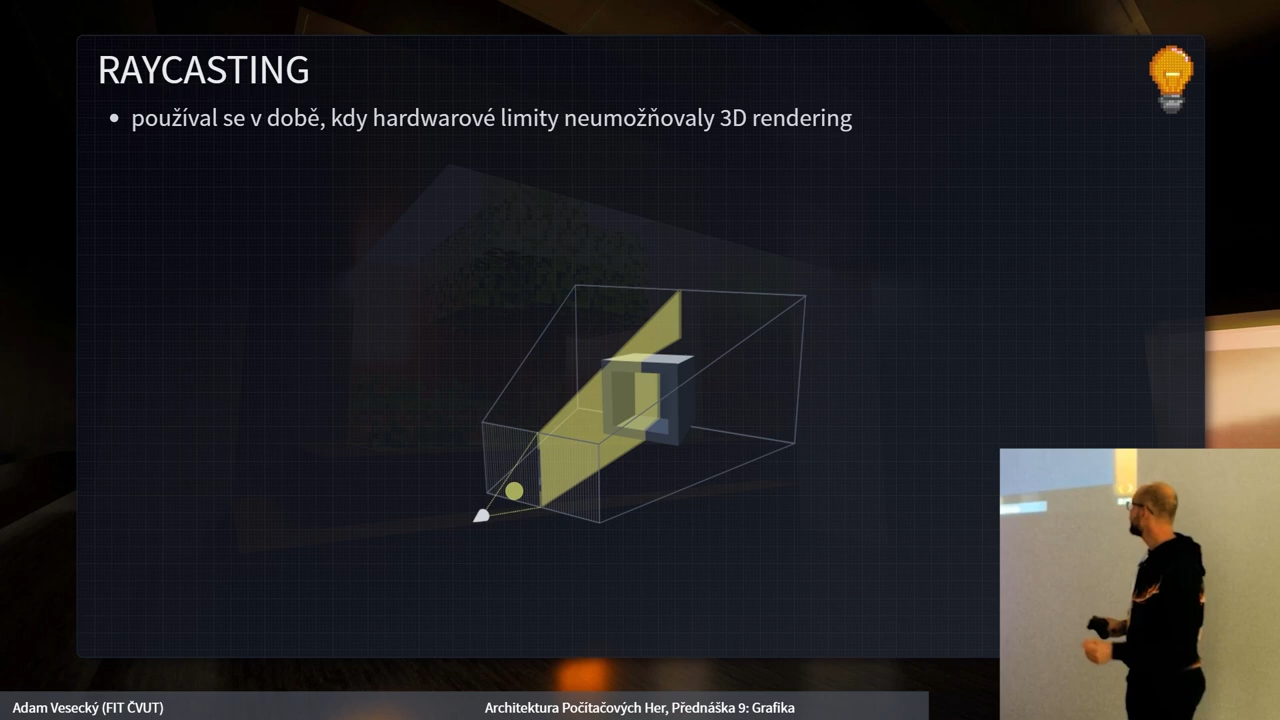 RAYCASTING
• používal se v době, kdy hardwarové limity neumožňovaly 3D rendering
Adam Vesecký (FIT ČVUT)
Architektura Počítačových Her, Přednáška 9: Grafika